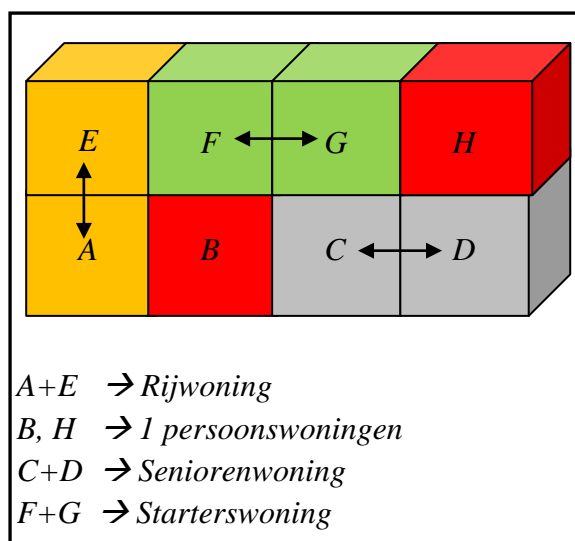 E F G H
A B C D
A+E → Rijwoning
B, H → 1 persoonswoningen
C+D → Seniorenwoning
F+G → Starterswoning